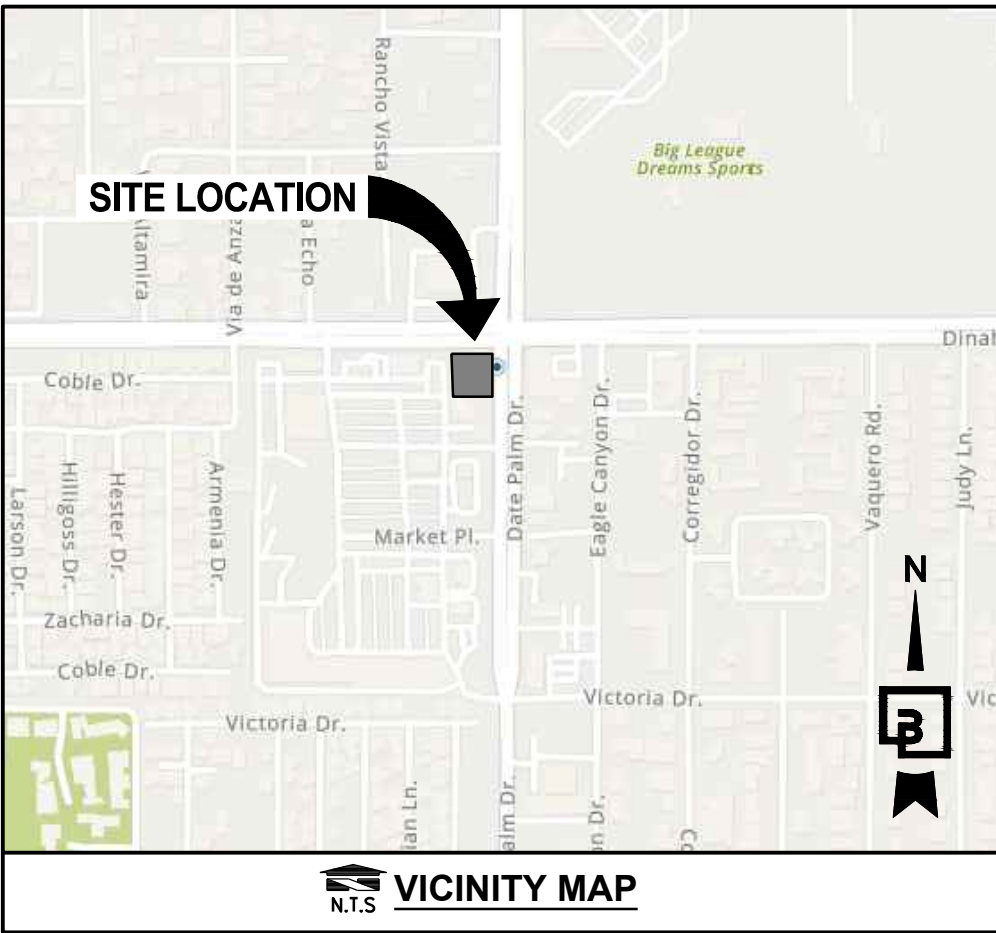 Rancho Vista
Big League
Dreams Sports
SITE LOCATION
Altamira
Via de Anza
a Echo
Dinah
Coble Dr.
Date Palm Dr.
Eagle Canyon Dr.
Corregidor Dr.
Vaquero Rd.
Judy Ln.
Larson Dr.
Hilligoss Dr.
Hester Dr.
Armenia Dr.
Market Pl.
N
Zacharia Dr.
Coble Dr.
Victoria Dr.
Vic
B
Victoria Dr.
ian Ln.
alm Dr.
on Dr.
Co
N.T.S
VICINITY MAP